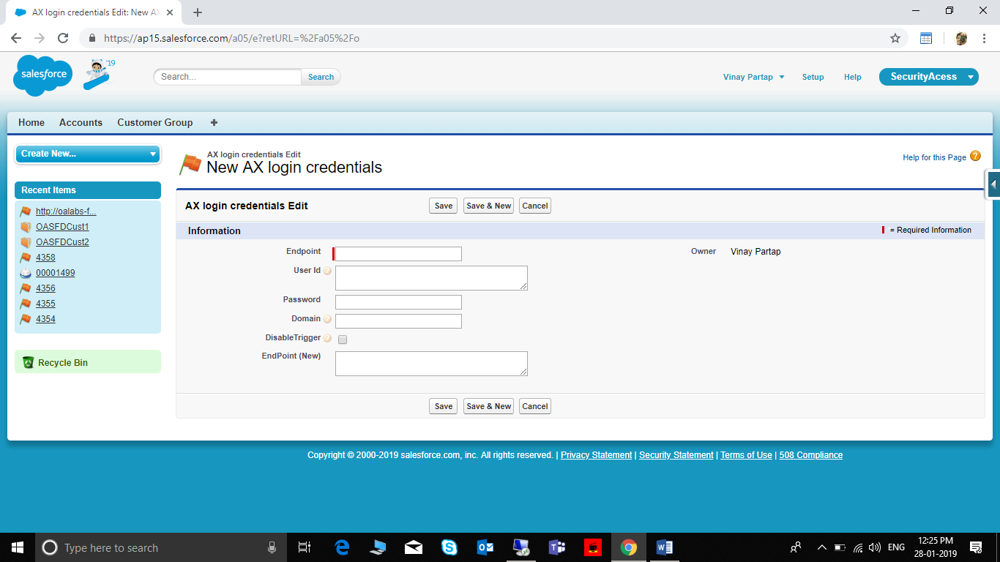 AX login credentials Edit: New AX
https://ap15.salesforce.com/a05/e?retURL=%2Fa05%2Fo
salesforce
'19
Search...
Search
Vinay Partap
Setup
Help
SecurityAcess
Home
Accounts
Customer Group
Create New...
Recent Items
http://oalabs-f...
OASFDCust1
OASFDCust2
4358
00001499
4356
4355
4354
Recycle Bin
AX login credentials Edit
New AX login credentials
Help for this Page
AX login credentials Edit
Save
Save & New
Cancel
Information
= Required Information
Endpoint
Owner
Vinay Partap
User Id
Password
Domain
DisableTrigger
EndPoint (New)
Save
Save & New
Cancel
Copyright © 2000-2019 salesforce.com, inc. All rights reserved. | Privacy Statement | Security Statement | Terms of Use | 508 Compliance
Type here to search
ENG
12:25 PM
28-01-2019